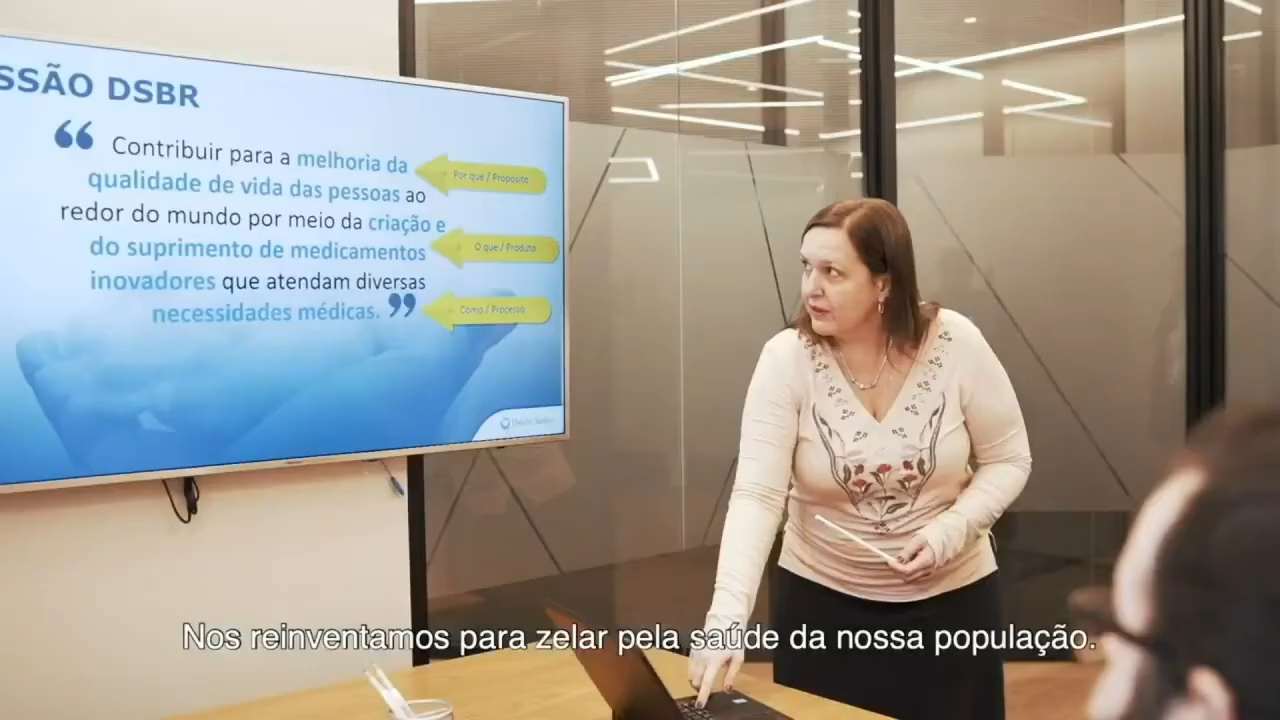 SSÃO DSBR
“ Contribuir para a melhoria da
qualidade de vida das pessoas ao
redor do mundo por meio da criação e
do suprimento de medicamentos
inovadores que atendam diversas
necessidades médicas. ”
Por que / Propósito
O que / Produto
Como / Processo
Nos reinventamos para zelar pela saúde da nossa população.